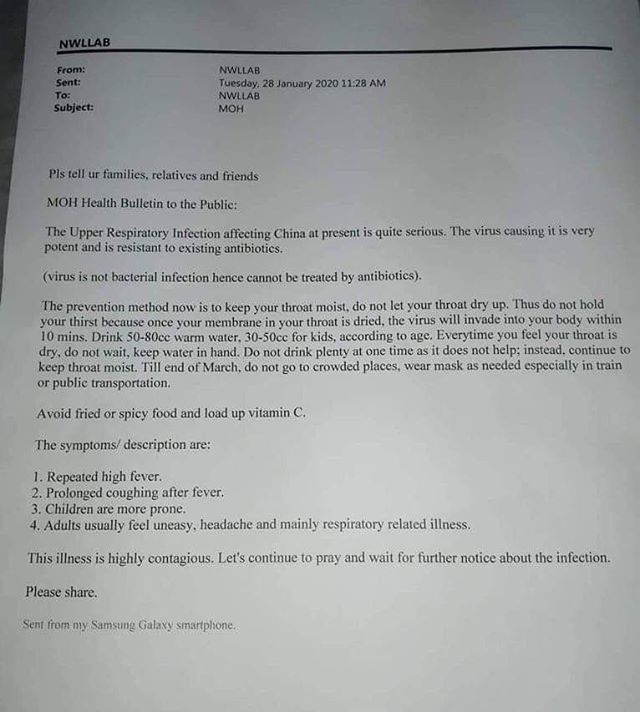 NWLLAB
From: NWLLAB
Sent: Tuesday, 28 January 2020 11:28 AM
To: NWLLAB
Subject: MOH
Pls tell ur families, relatives and friends
MOH Health Bulletin to the Public:
The Upper Respiratory Infection affecting China at present is quite serious. The virus causing it is very
potent and is resistant to existing antibiotics.
(virus is not bacterial infection hence cannot be treated by antibiotics).
The prevention method now is to keep your throat moist, do not let your throat dry up. Thus do not hold
your thirst because once your membrane in your throat is dried, the virus will invade into your body within
10 mins. Drink 50-80cc warm water, 30-50cc for kids, according to age. Everytime you feel your throat is
dry, do not wait, keep water in hand. Do not drink plenty at one time as it does not help; instead, continue to
keep throat moist. Till end of March, do not go to crowded places, wear mask as needed especially in train
or public transportation.
Avoid fried or spicy food and load up vitamin C.
The symptoms/ description are:
1. Repeated high fever.
2. Prolonged coughing after fever.
3. Children are more prone.
4. Adults usually feel uneasy, headache and mainly respiratory related illness.
This illness is highly contagious. Let's continue to pray and wait for further notice about the infection.
Please share.
Sent from my Samsung Galaxy smartphone.